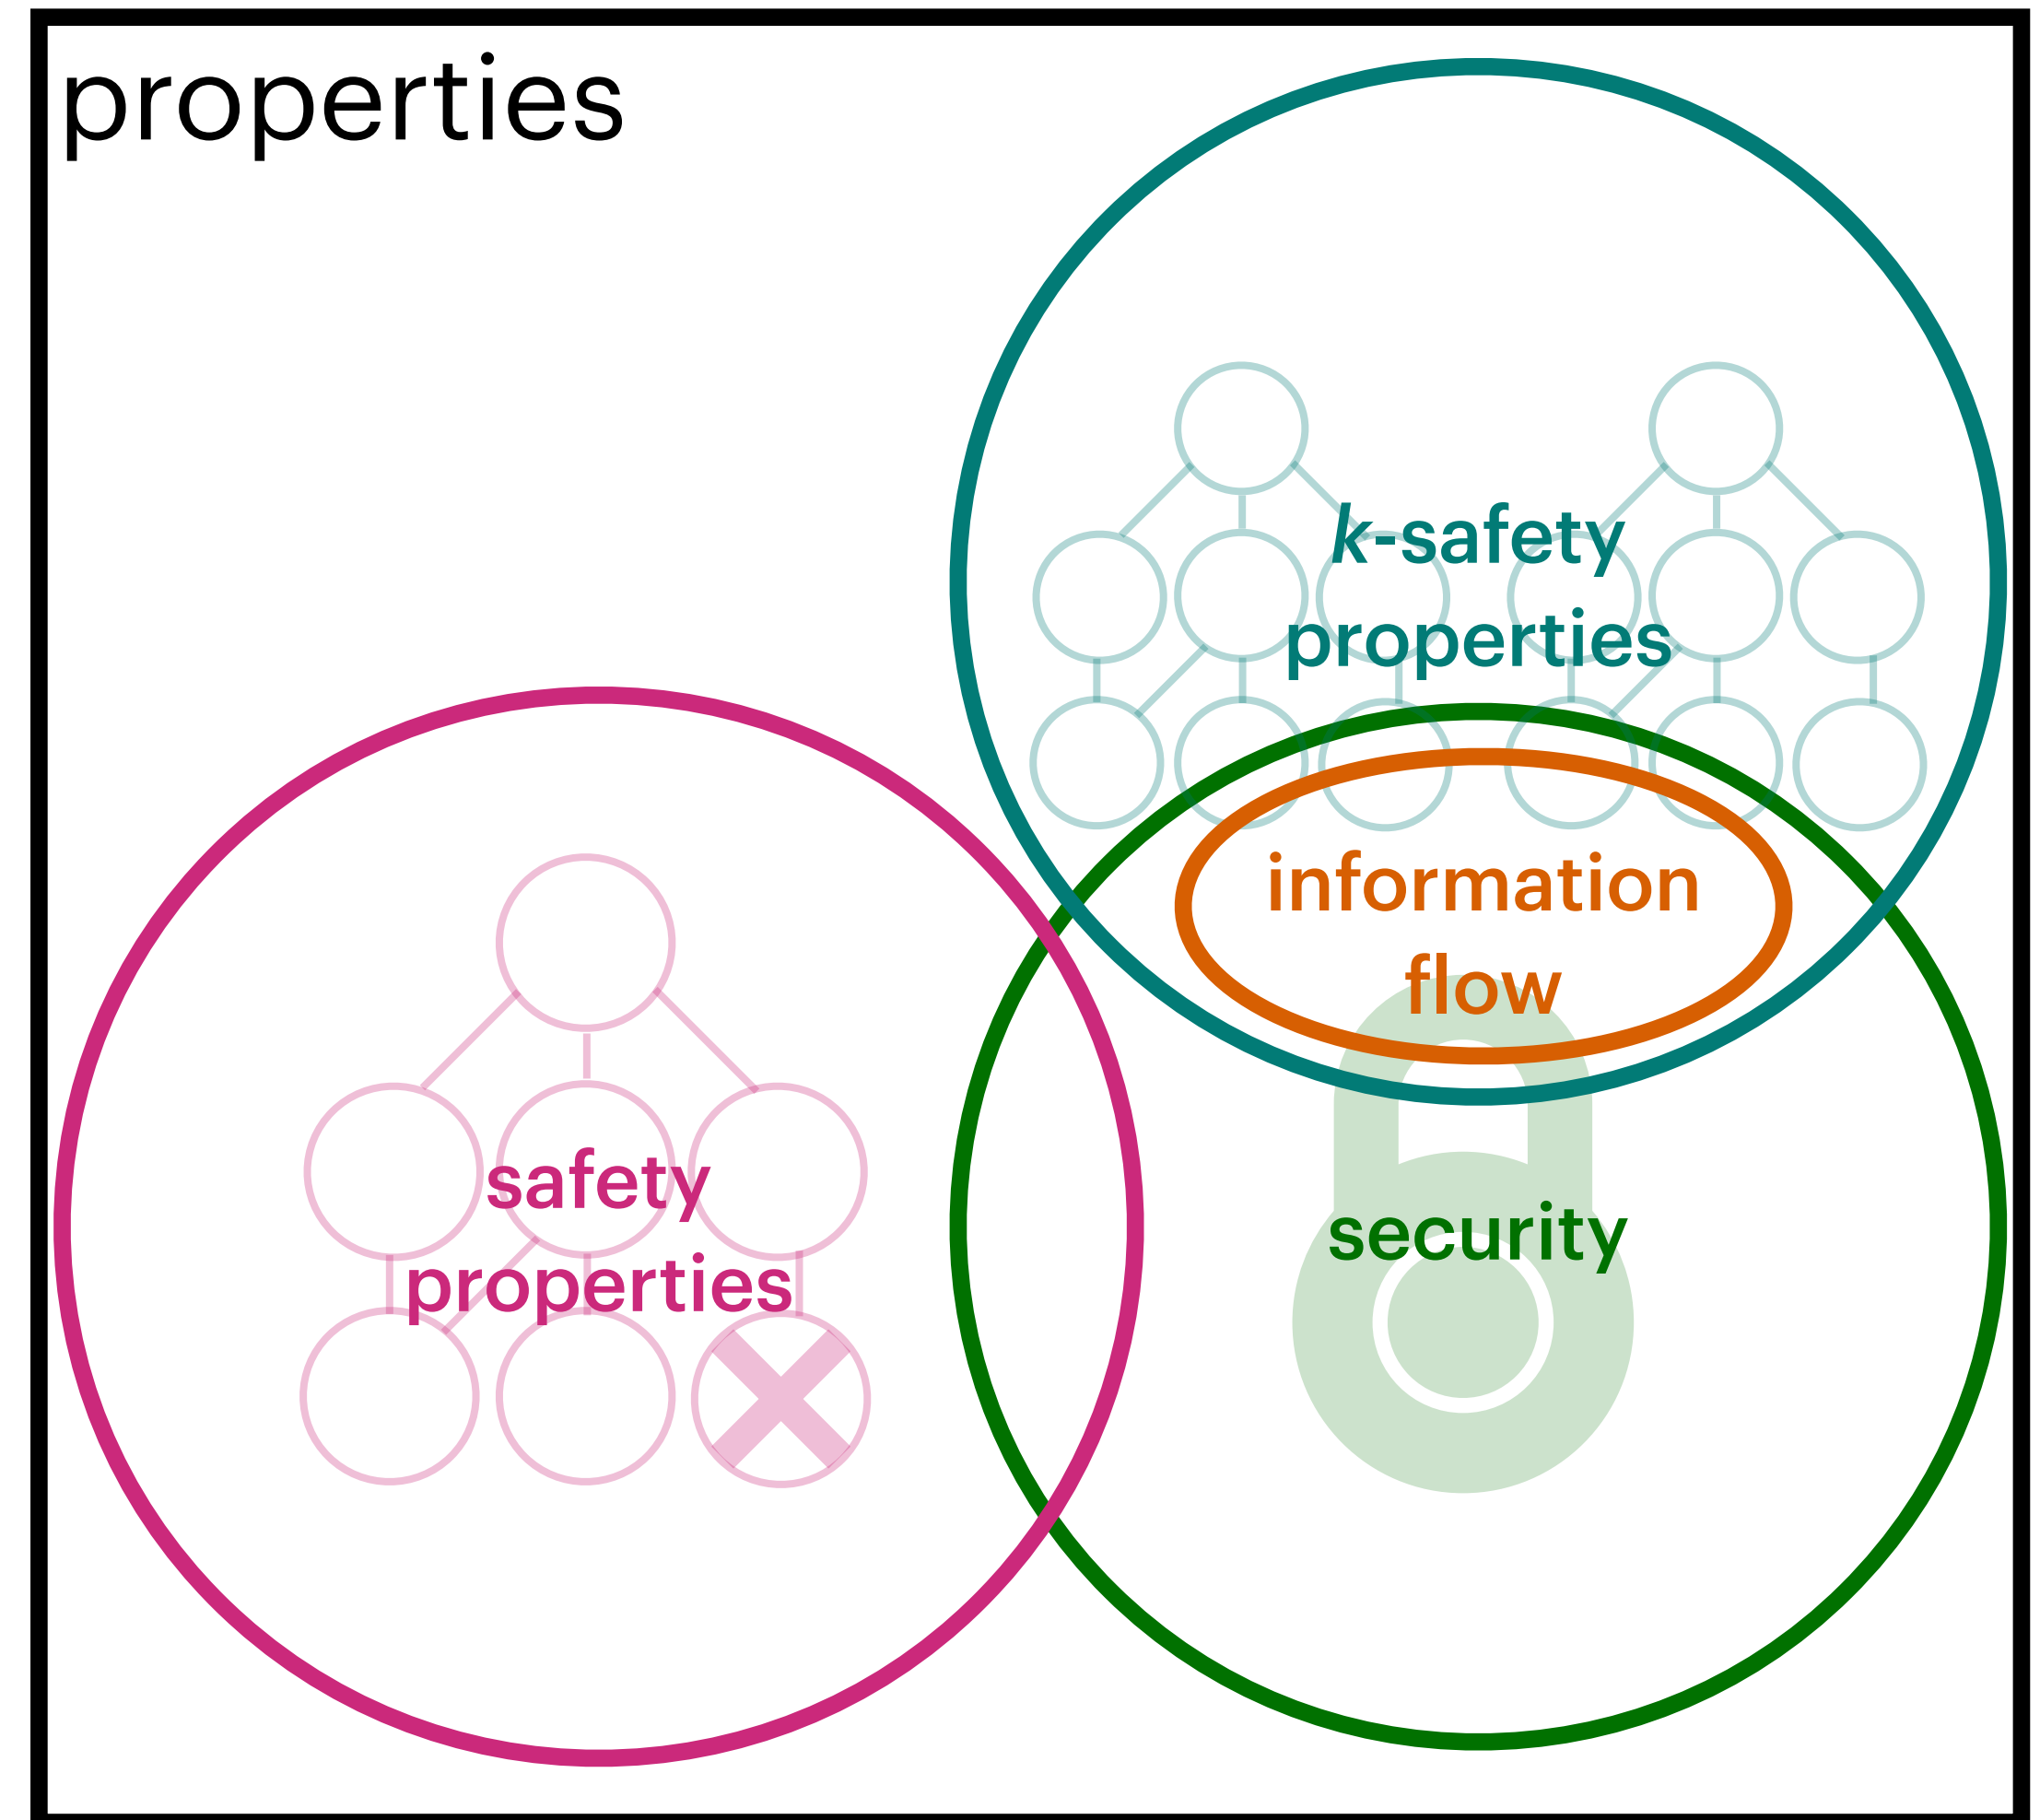 properties
k-safety
properties
information
flow
safety
properties
security